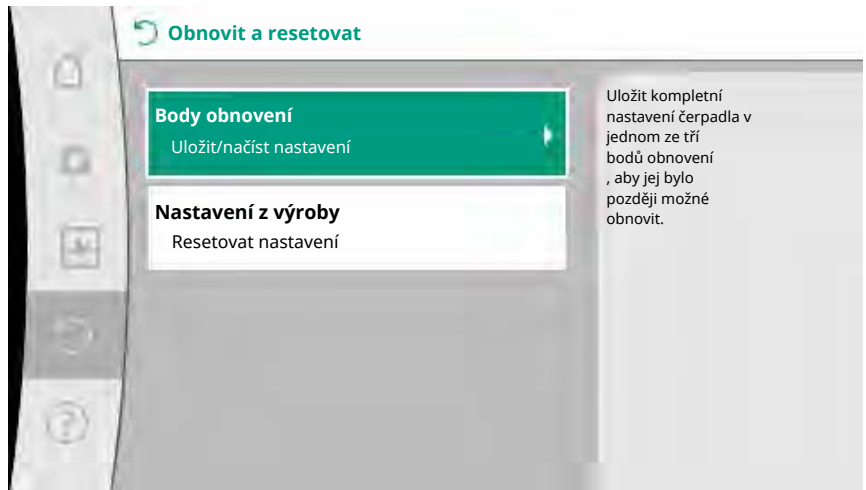 Obnovit a resetovat
Body obnovení
Uložit/načíst nastavení
Nastavení z výroby
Resetovat nastavení
Uložit kompletní
nastavení čerpadla v
jednom ze tří
bodů obnovení
, aby jej bylo
později možné
obnovit.